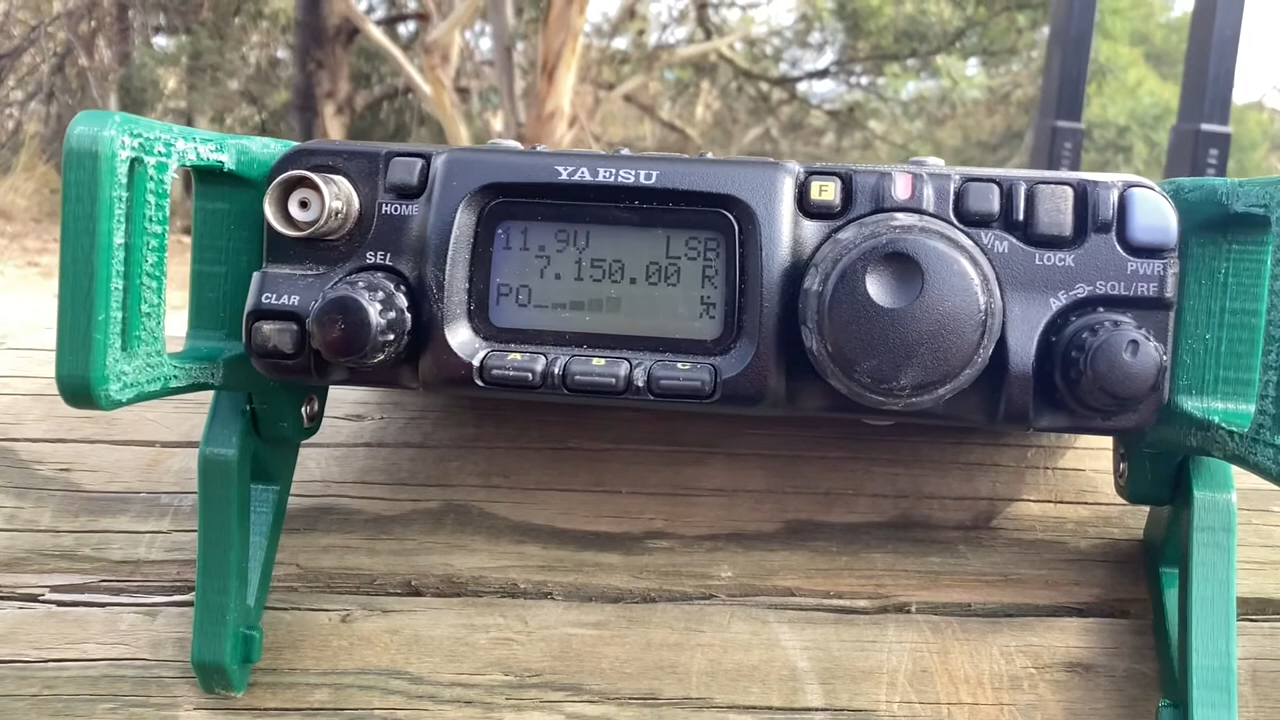 YAESU
F
HOME
SEL
CLAR
11.9V LSB
7.150.00 R
PO
A B C
V/M
LOCK
PWR
AF SQL/RF